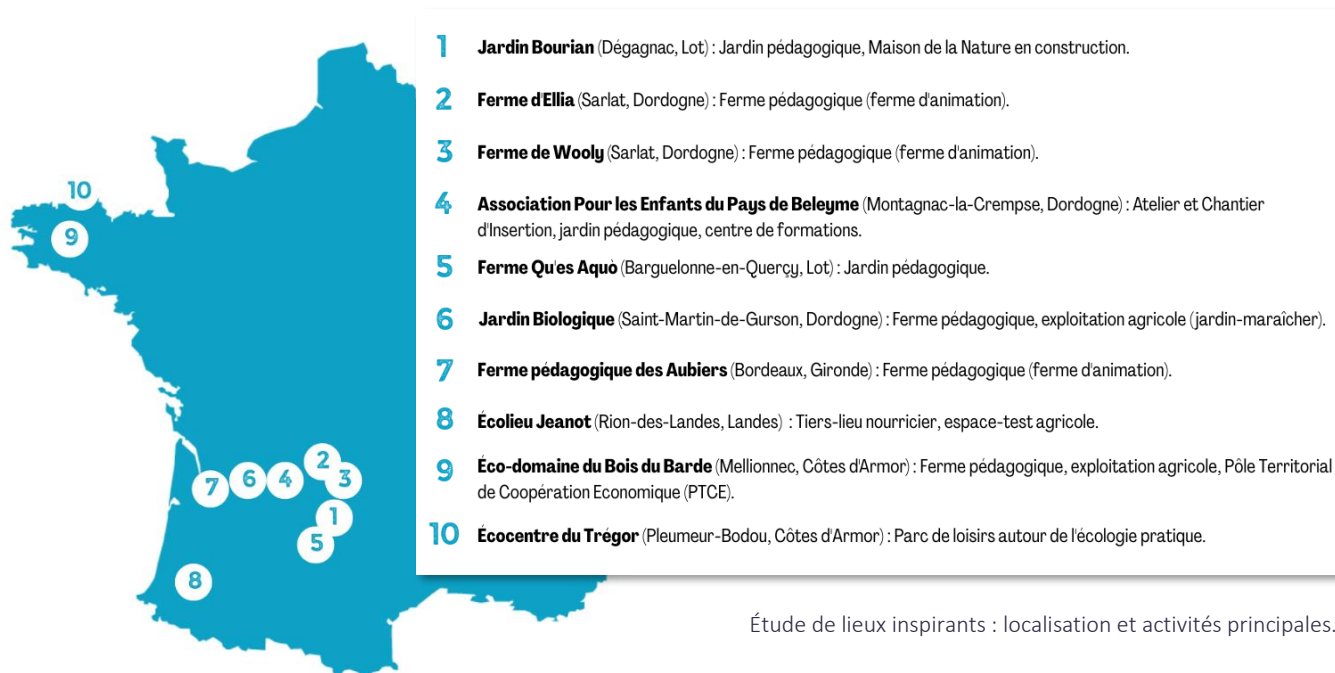 1 Jardin Bourian (Dégagnac, Lot) : Jardin pédagogique, Maison de la Nature en construction.
2 Ferme d'Ellia (Sarlat, Dordogne) : Ferme pédagogique (ferme d'animation).
3 Ferme de Wooly (Sarlat, Dordogne) : Ferme pédagogique (ferme d'animation).
4 Association Pour les Enfants du Pays de Beleyme (Montagnac-la-Crempse, Dordogne) : Atelier et Chantier
d'Insertion, jardin pédagogique, centre de formations.
5 Ferme Qu'es Aquò (Barguelonne-en-Querçy, Lot) : Jardin pédagogique.
6 Jardin Biologique (Saint-Martin-de-Gurson, Dordogne) : Ferme pédagogique, exploitation agricole (jardin-maraîcher).
7 Ferme pédagogique des Aubiers (Bordeaux, Gironde) : Ferme pédagogique (ferme d'animation).
8 Écolieu Jeanot (Rion-des-Landes, Landes) : Tiers-lieu nourricier, espace-test agricole.
9 Éco-domaine du Bois du Barde (Mellionnec, Côtes d'Armor) : Ferme pédagogique, exploitation agricole, Pôle Territorial
de Coopération Economique (PTCE).
10 Écocentre du Trégor (Pleumeur-Bodou, Côtes d'Armor) : Parc de loisirs autour de l'écologie pratique.
10
9
2
7 6 4 3
1
5
8
Étude de lieux inspirants : localisation et activités principales.